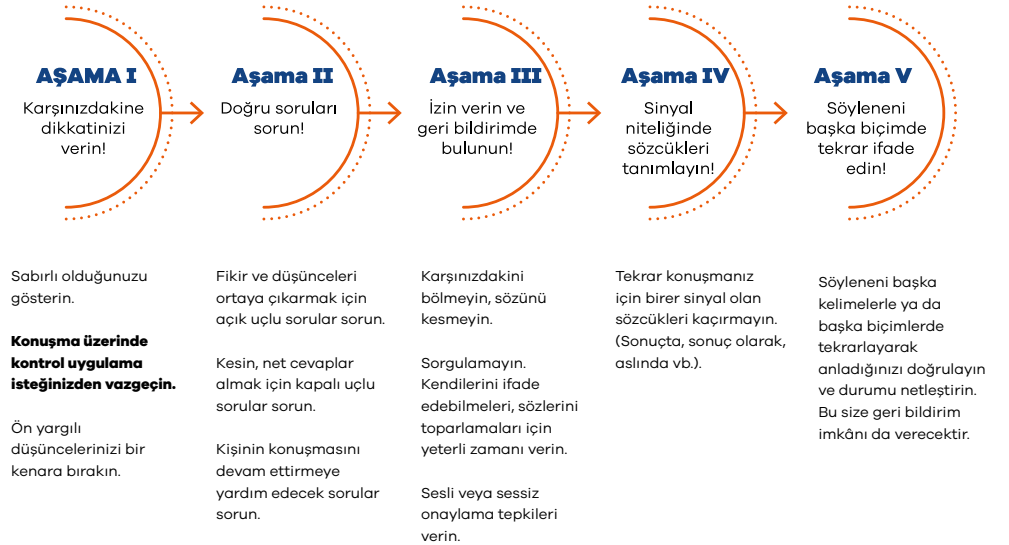 AŞAMA I
Karşınızdakine
dikkatinizi
verin!
Aşama II
Doğru soruları
sorun!
Aşama III
İzin verin ve
geri bildirimde
bulunun!
Aşama IV
Sinyal
niteliğinde
sözcükleri
tanımlayın!
Aşama V
Söyleneni
başka biçimde
tekrar ifade
edin!
Sabırlı olduğunuzu
gösterin.
Konuşma üzerinde
kontrol uygulama
isteğinizden vazgeçin.
Ön yargılı
düşüncelerinizi bir
kenara bırakın.
Fikir ve düşünceleri
ortaya çıkarmak için
açık uçlu sorular sorun.
Kesin, net cevaplar
almak için kapalı uçlu
sorular sorun.
Kişinin konuşmasını
devam ettirmeye
yardım edecek sorular
sorun.
Karşınızdakini
bölmeyin, sözünü
kesmeyin.
Sorgulamayın.
Kendilerini ifade
edebilmeleri, sözlerini
toparlamaları için
yeterli zamanı verin.
Sesli veya sessiz
onaylama tepkileri
verin.
Tekrar konuşmanız
için birer sinyal olan
sözcükleri kaçırmayın.
(Sonuçta, sonuç olarak,
aslında vb.).
Söyleneni başka
kelimelerle ya da
başka biçimlerde
tekrarlayarak
anladığınızı doğrulayın
ve durumu netleştirin.
Bu size geri bildirim
imkânı da verecektir.